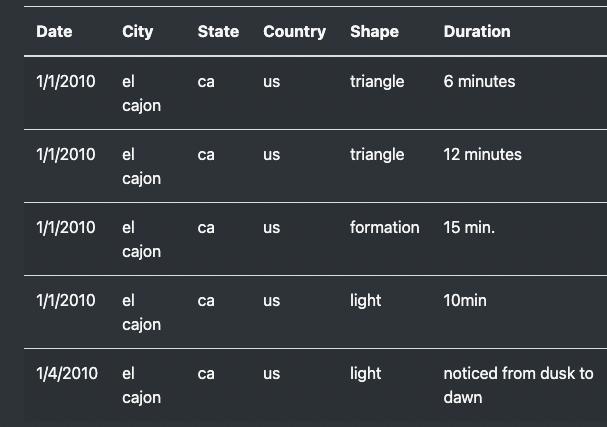 Date City State Country Shape Duration
1/1/2010 el ca us triangle 6 minutes
cajon
1/1/2010 el ca us triangle 12 minutes
cajon
1/1/2010 el ca us formation 15 min.
cajon
1/1/2010 el ca us light 10min
cajon
1/4/2010 el ca us light noticed from dusk to
cajon dawn